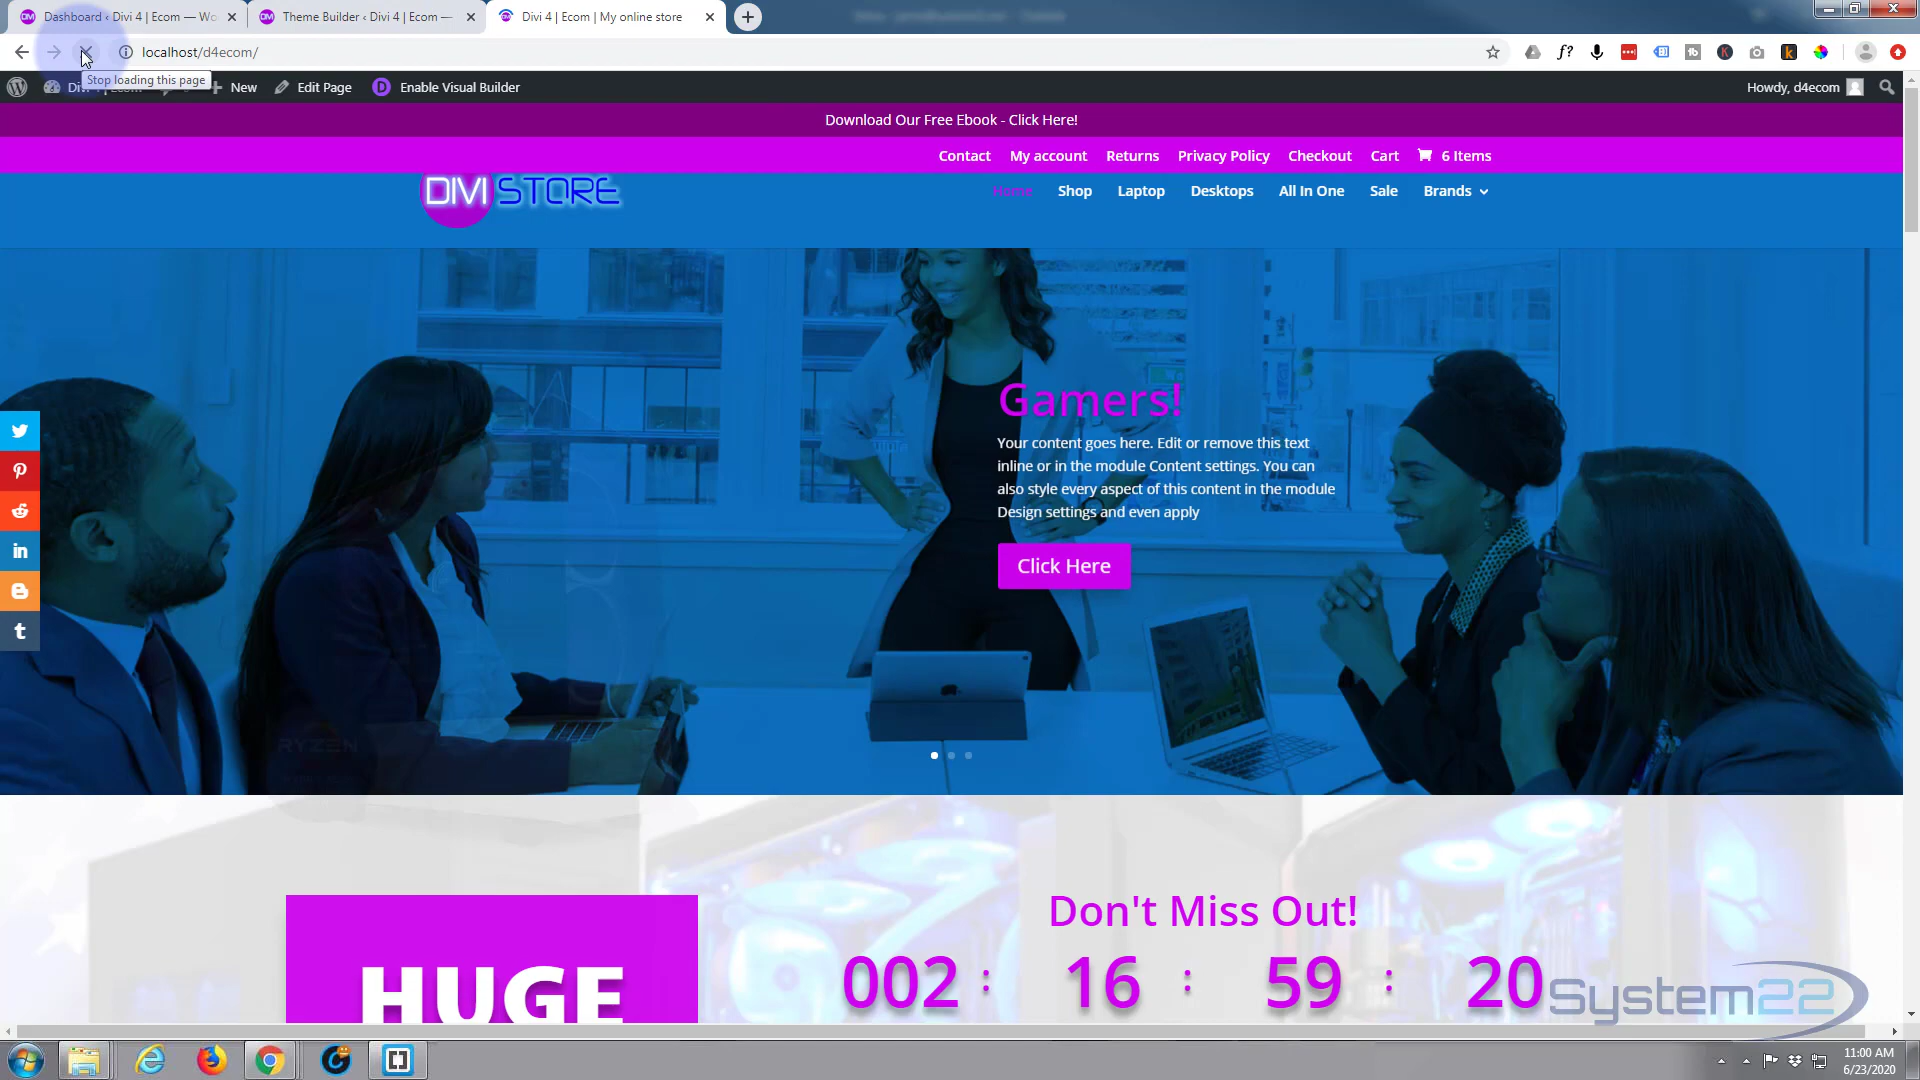 Dashboard ‹ Divi 4 | Ecom — Wo
Theme Builder ‹ Divi 4 | Ecom —
Divi 4 | Ecom | My online store
localhost/d4ecom/
Stop loading this page
New
Edit Page
Enable Visual Builder
Howdy, d4ecom
Download Our Free Ebook - Click Here!
Contact
My account
Returns
Privacy Policy
Checkout
Cart
6 Items
DIVI STORE
Home
Shop
Laptop
Desktops
All In One
Sale
Brands
Gamers!
Your content goes here. Edit or remove this text
inline or in the module Content settings. You can
also style every aspect of this content in the module
Design settings and even apply
Click Here
RYZEN
Don't Miss Out!
HUGE
002 : 16 : 59 : 20
System22
11:00 AM
6/23/2020